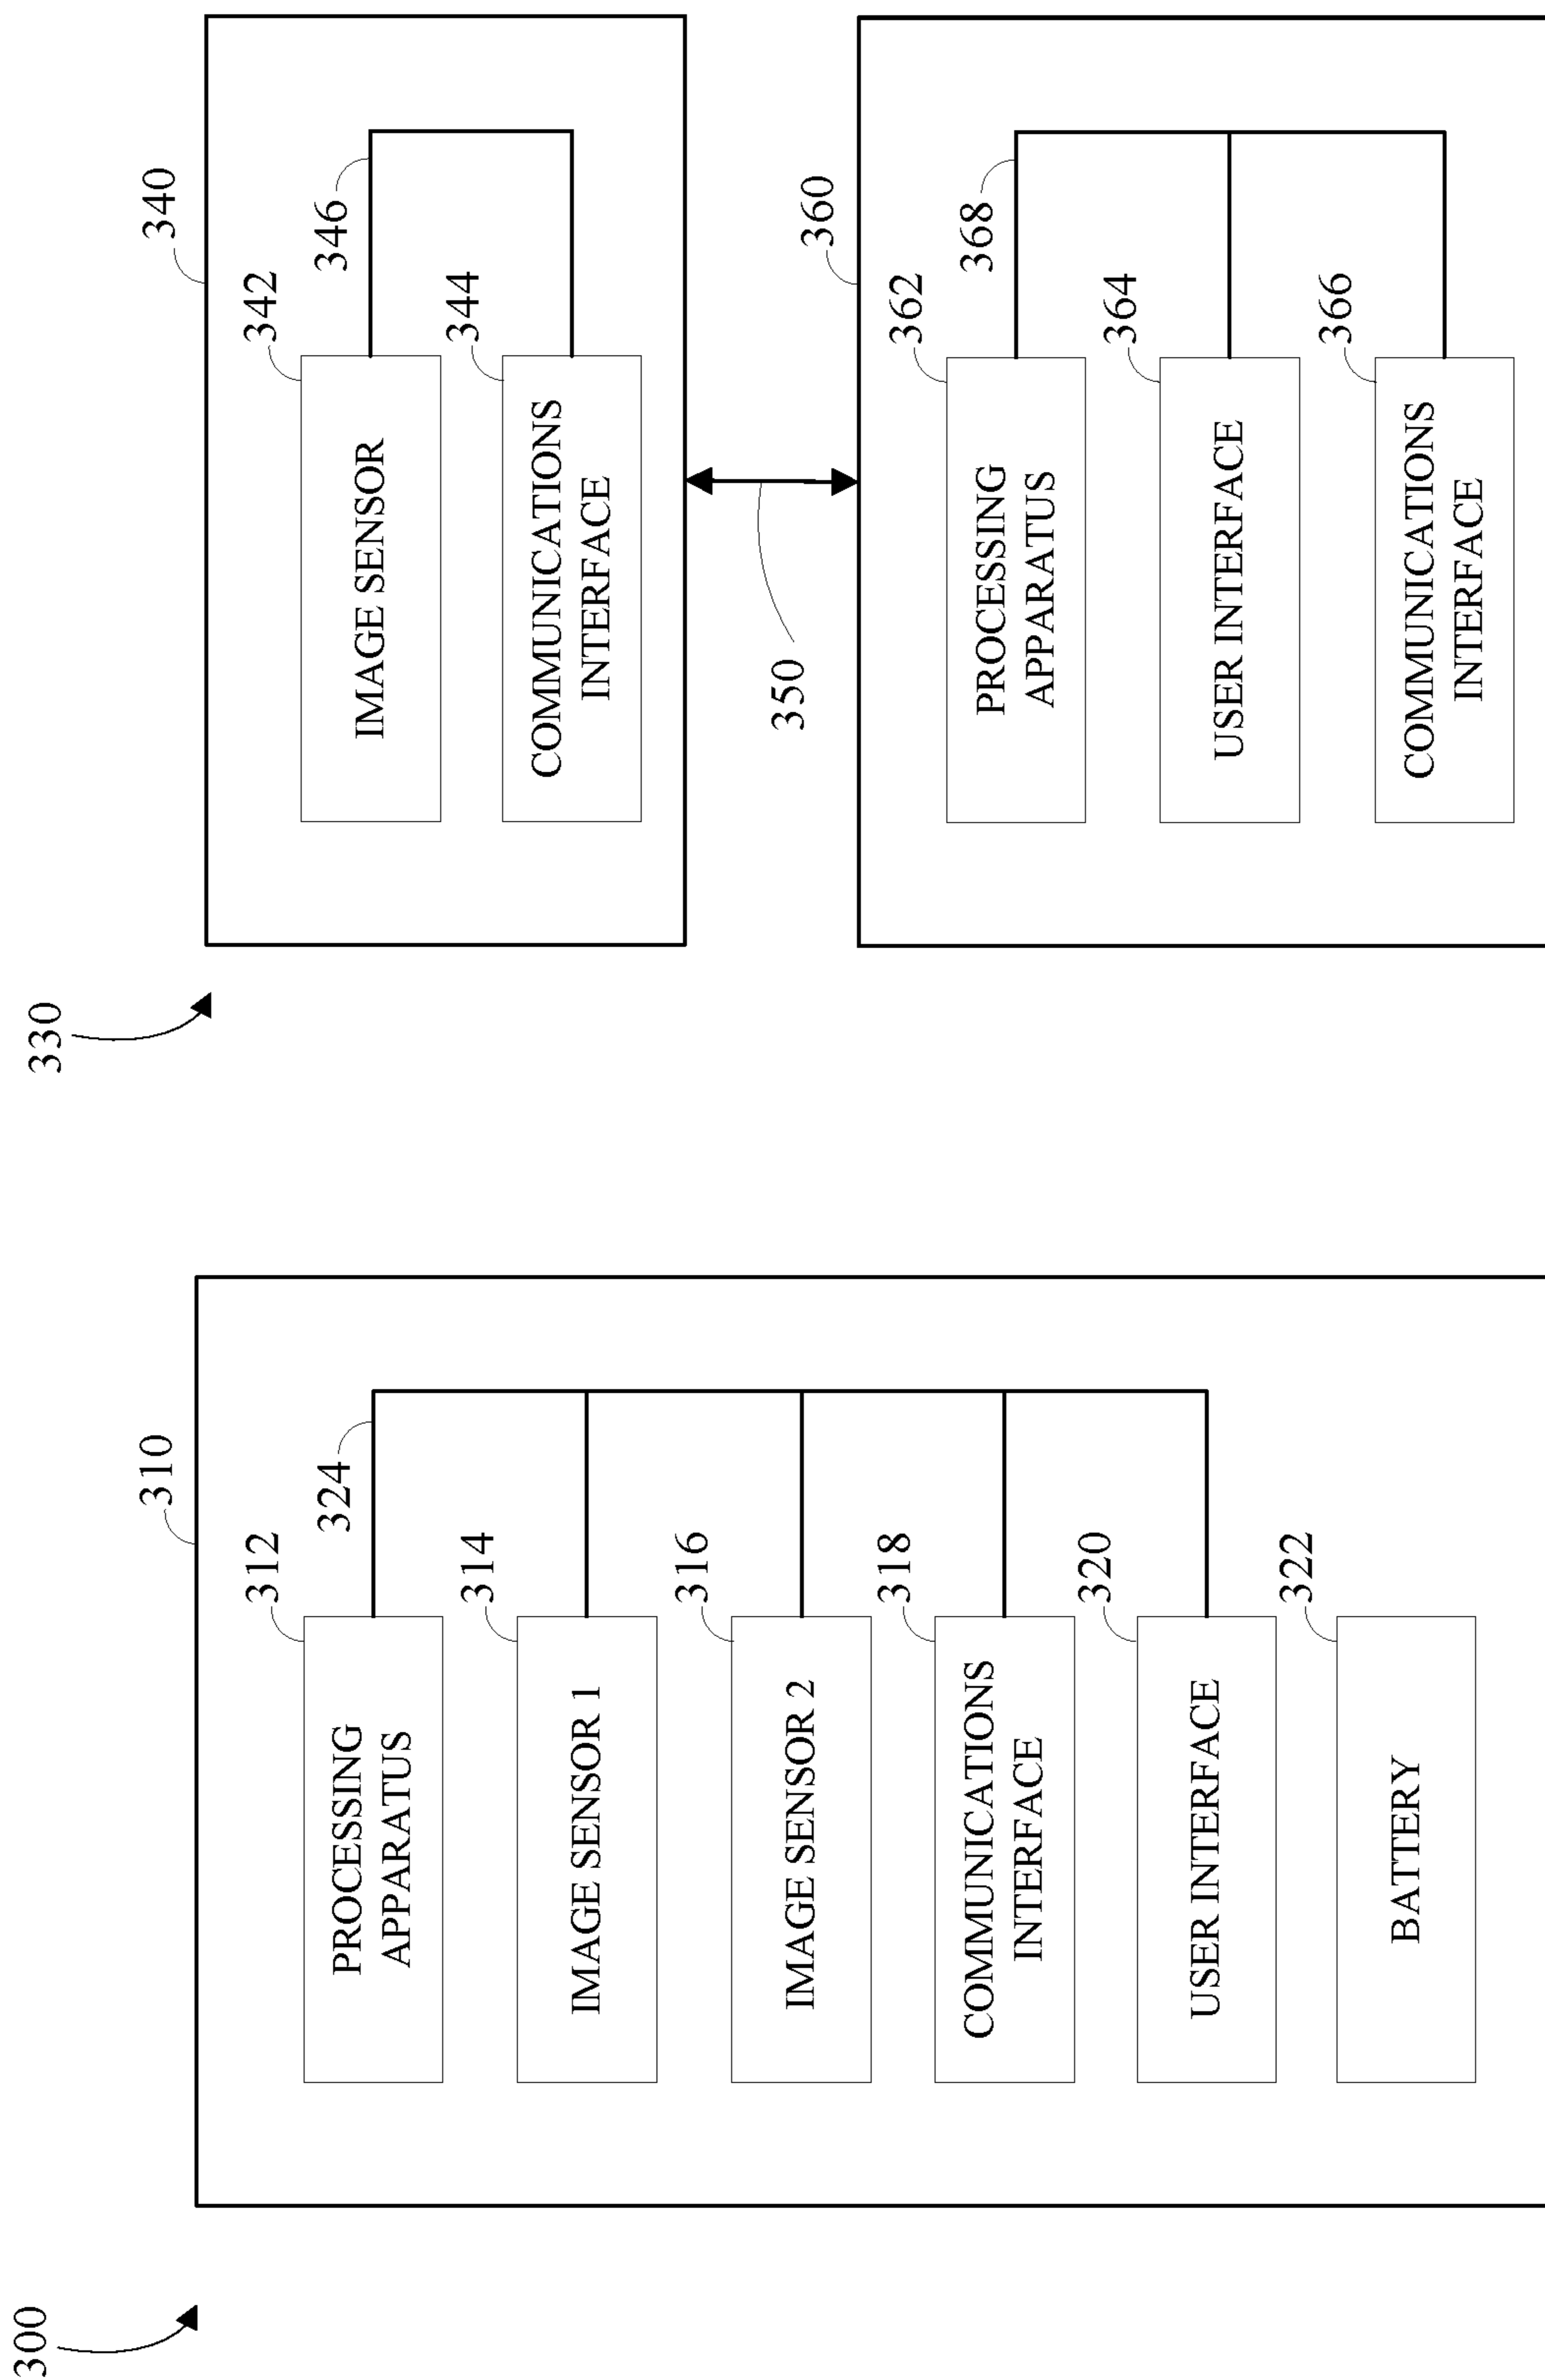 300
310
312
PROCESSING
APPARATUS
324
314
IMAGE SENSOR 1
316
IMAGE SENSOR 2
318
COMMUNICATIONS
INTERFACE
320
USER INTERFACE
322
BATTERY
330
340
342
IMAGE SENSOR
346
344
COMMUNICATIONS
INTERFACE
350
360
362
PROCESSING
APPARATUS
368
364
USER INTERFACE
366
COMMUNICATIONS
INTERFACE